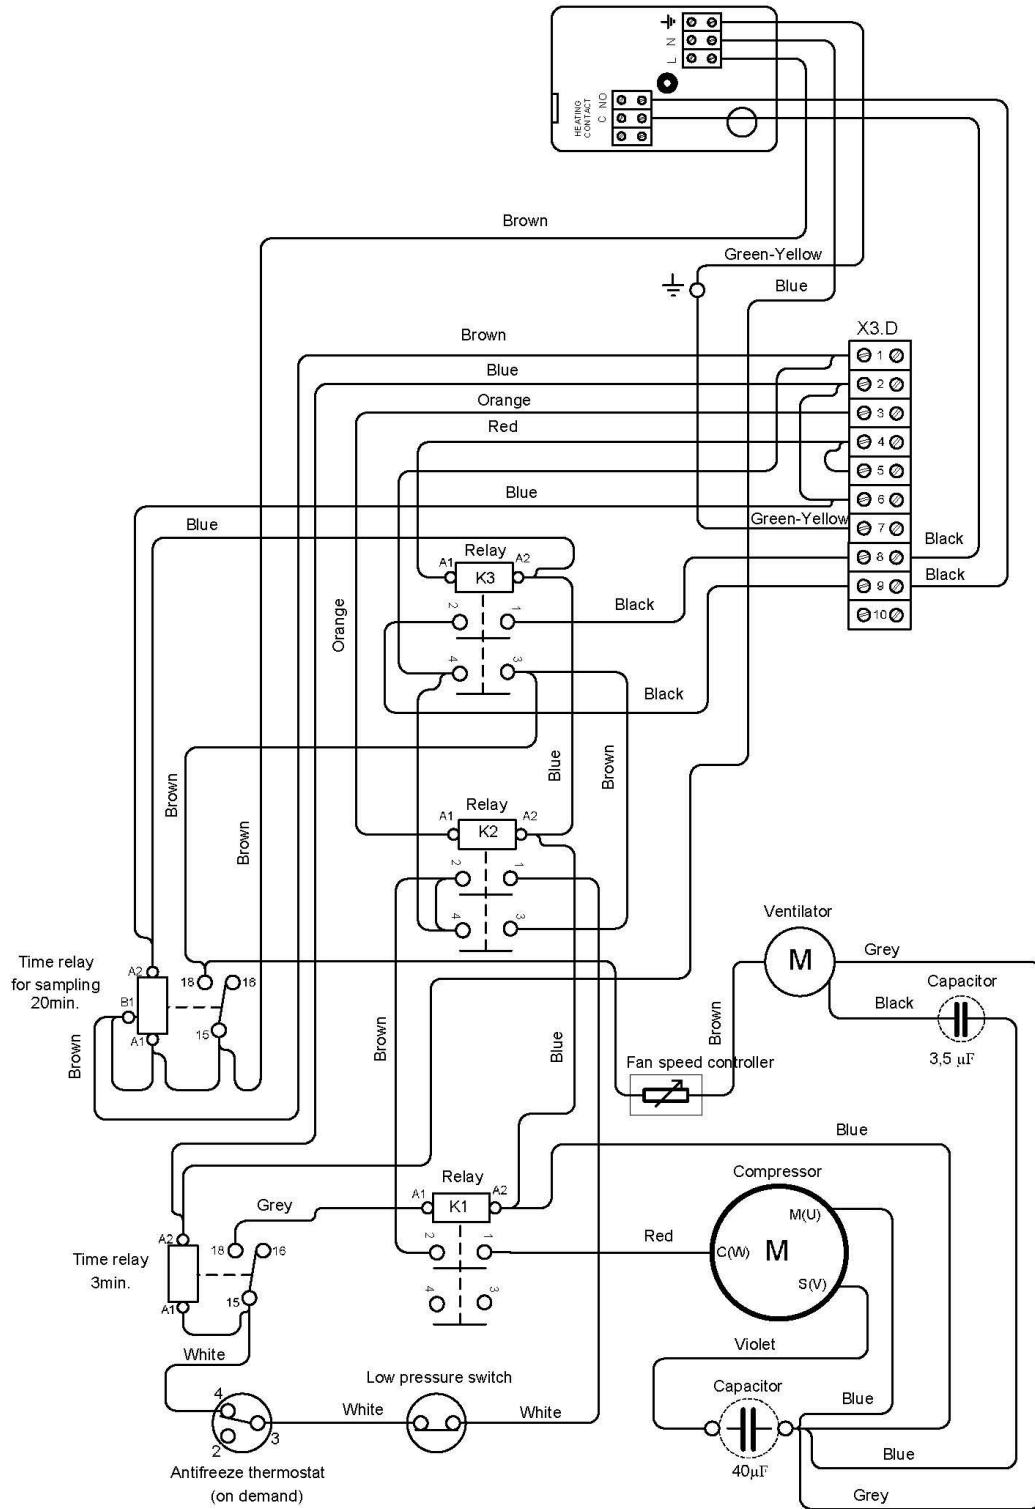 L N
C NO
HEATING
CONTACT
Brown
Green-Yellow
Blue
X3.D
Brown
1
Blue
2
Orange
3
Red
4
5
Blue
6
Blue
Green-Yellow
7
Black
Relay
8
A1
A2
K3
Black
9
Black
2
1
10
Orange
4
3
Black
Brown
Blue
Brown
Relay
Brown
A1
A2
K2
2
1
Ventilator
4
3
M
Grey
Time relay
for sampling
20min.
A2
18
16
Capacitor
B1
Black
15
A1
Brown
Brown
Blue
Brown
Fan speed controller
3,5 µF
Blue
Relay
Compressor
A1
A2
K1
Grey
M(U)
Red
A2
18
16
2
1
C(W)
M
Time relay
3min.
S(V)
4
3
15
A1
Violet
White
Low pressure switch
Capacitor
4
White
White
Blue
3
2
Blue
Antifreeze thermostat
(on demand)
40µF
Grey